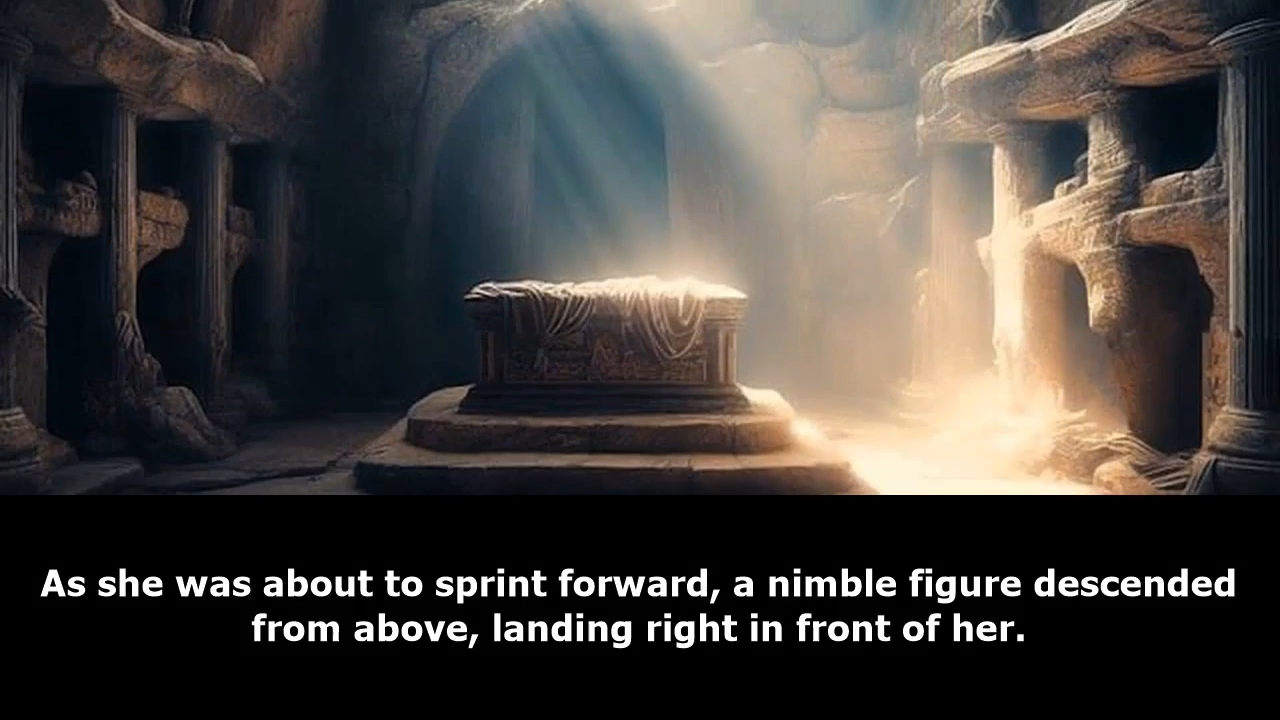 As she was about to sprint forward, a nimble figure descended
from above, landing right in front of her.